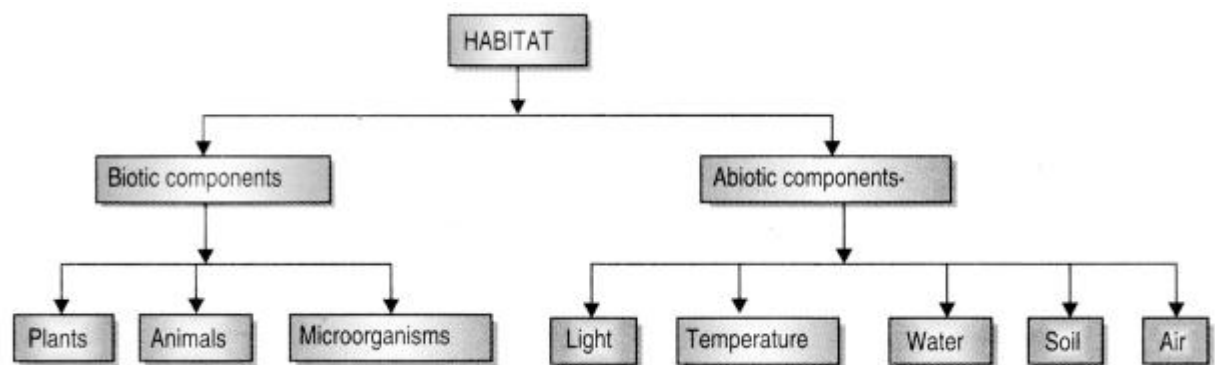 HABITAT
Biotic components
Abiotic components-
Plants
Animals
Microorganisms
Light
Temperature
Water
Soil
Air